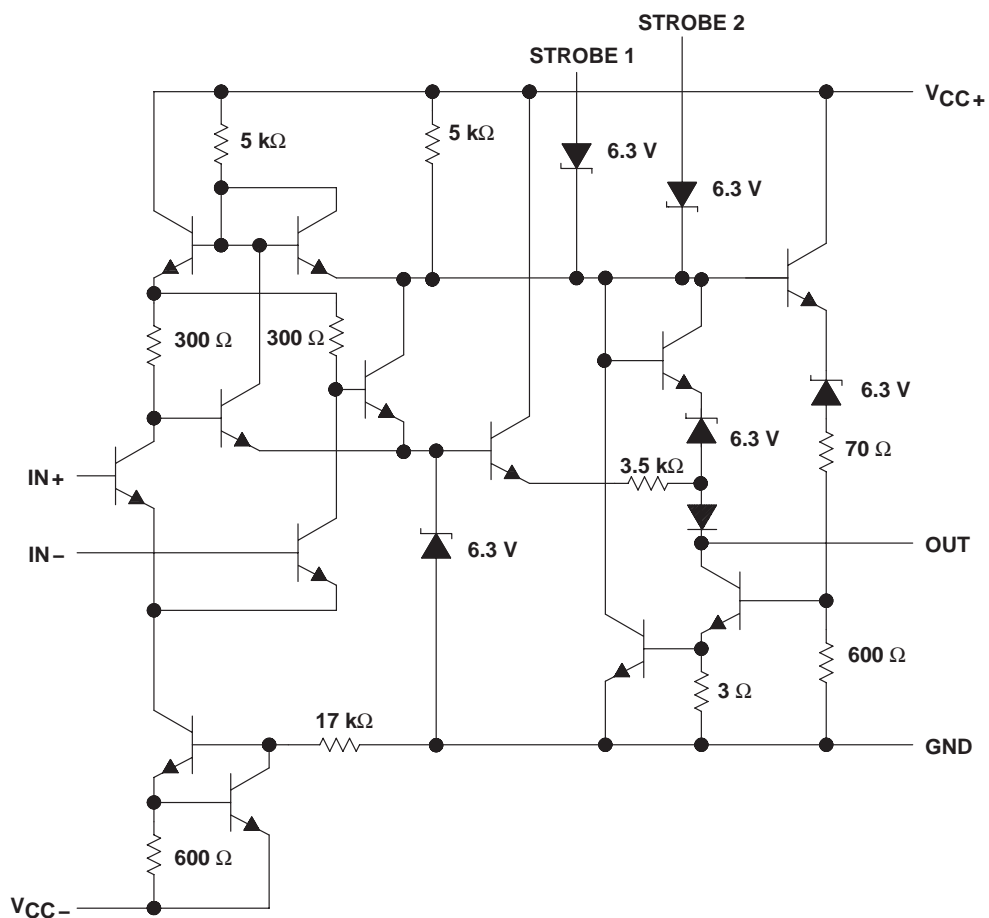 STROBE 2
STROBE 1
VCC+
5 kΩ
5 kΩ
6.3 V
6.3 V
300 Ω
300 Ω
6.3 V
6.3 V
70 Ω
3.5 kΩ
IN+
IN−
6.3 V
OUT
600 Ω
3 Ω
17 kΩ
GND
600 Ω
VCC−